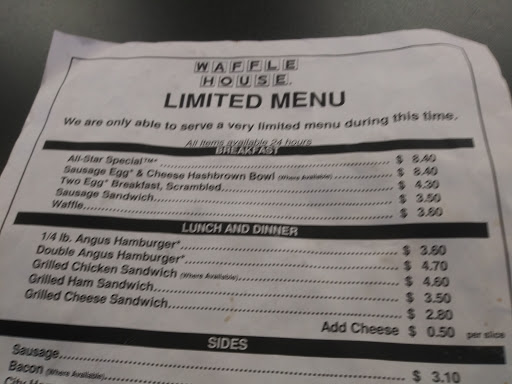 WAFFLE
HOUSE
LIMITED MENU
We are only able to serve a very limited menu during this time.
All items available 24 hours
BREAKFAST
All-Star Special™* $ 8.40
Sausage Egg* & Cheese Hashbrown Bowl (Where Available) $ 8.40
Two Egg* Breakfast, Scrambled $ 4.30
Sausage Sandwich $ 3.50
Waffle $ 3.60
LUNCH AND DINNER
1/4 lb. Angus Hamburger* $ 3.60
Double Angus Hamburger* $ 4.70
Grilled Chicken Sandwich (Where Available) $ 4.60
Grilled Ham Sandwich $ 3.50
Grilled Cheese Sandwich $ 2.80
Add Cheese $ 0.50 per slice
SIDES
Sausage
Bacon (Where Available) $ 3.10
City